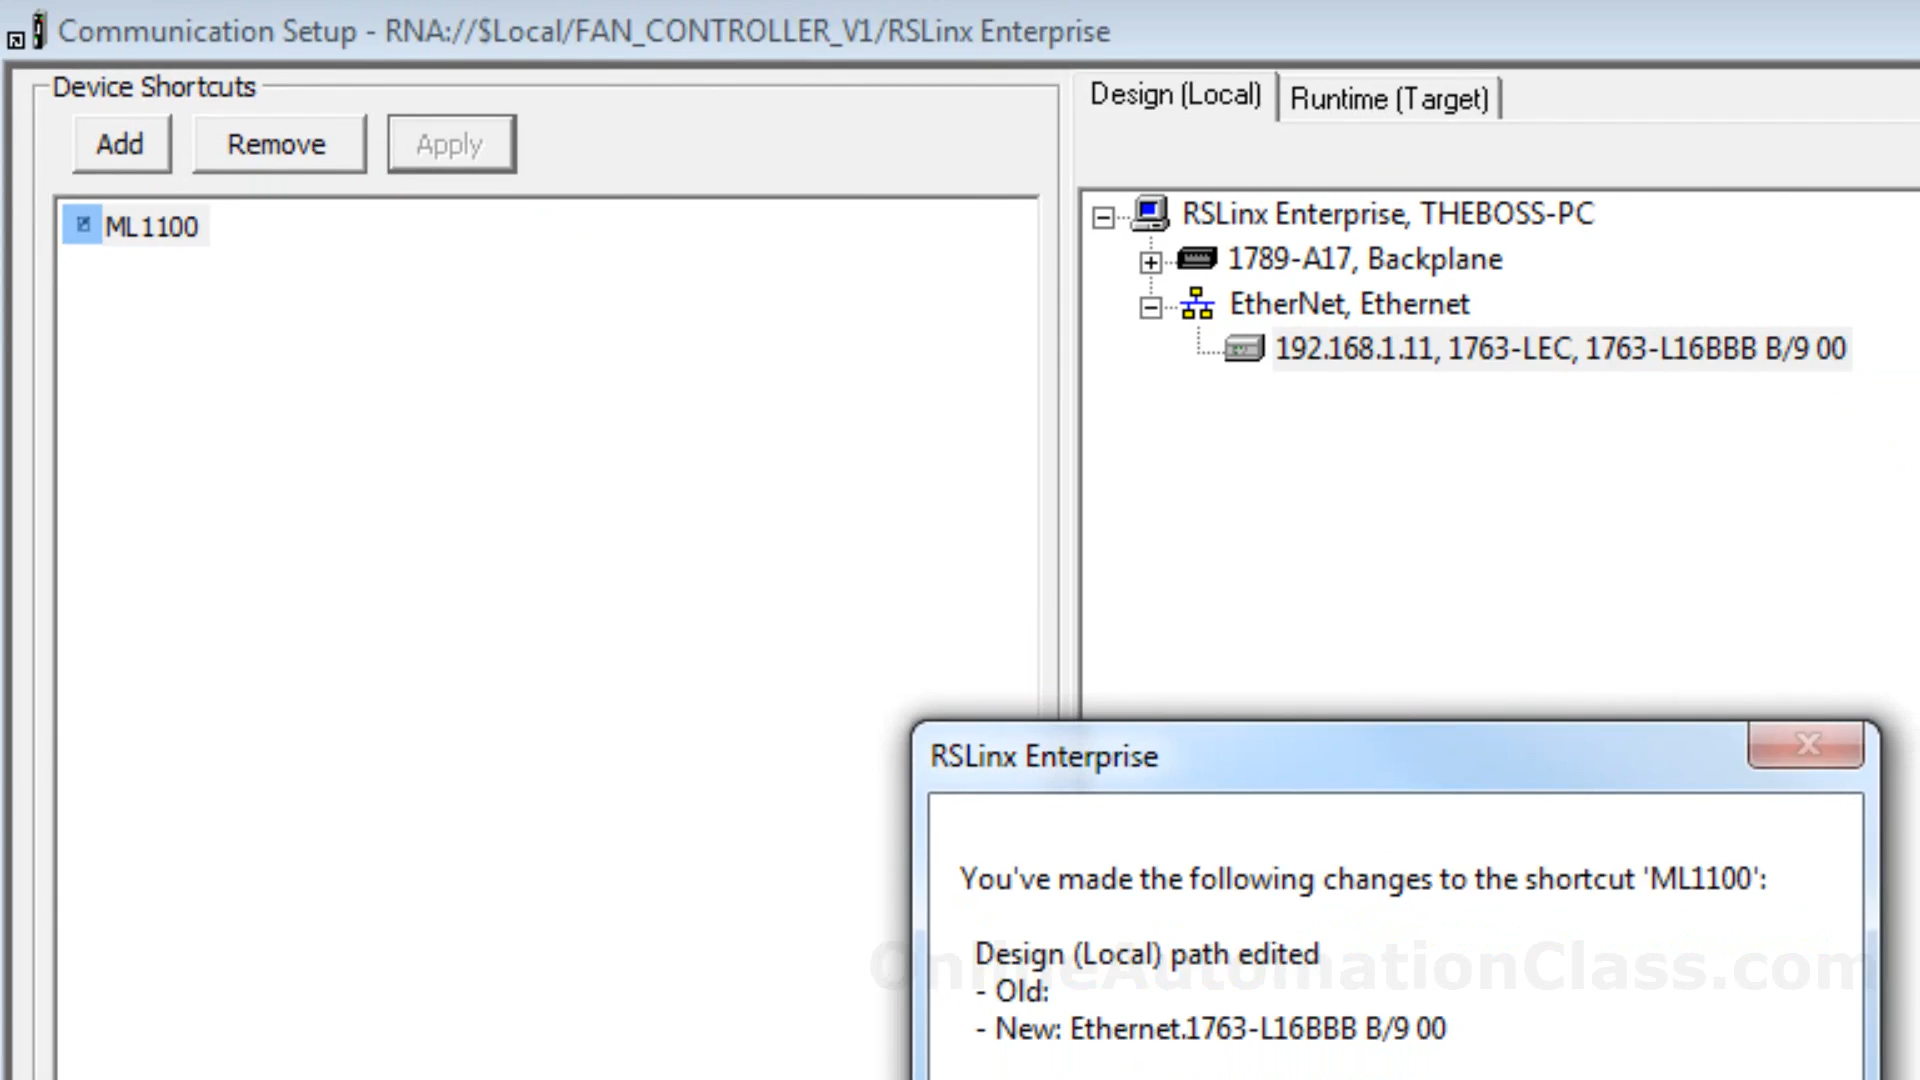 Communication Setup - RNA://$Local/FAN_CONTROLLER_V1/RSLinx Enterprise
Device Shortcuts
Add
Remove
Apply
ML1100
Design (Local)
Runtime (Target)
RSLinx Enterprise, THEBOSS-PC
1789-A17, Backplane
EtherNet, Ethernet
192.168.1.11, 1763-LEC, 1763-L16BBB B/9 00
RSLinx Enterprise
You've made the following changes to the shortcut 'ML1100':
Design (Local) path edited
OnlineAutomationClass.com
- Old:
- New: Ethernet.1763-L16BBB B/9 00